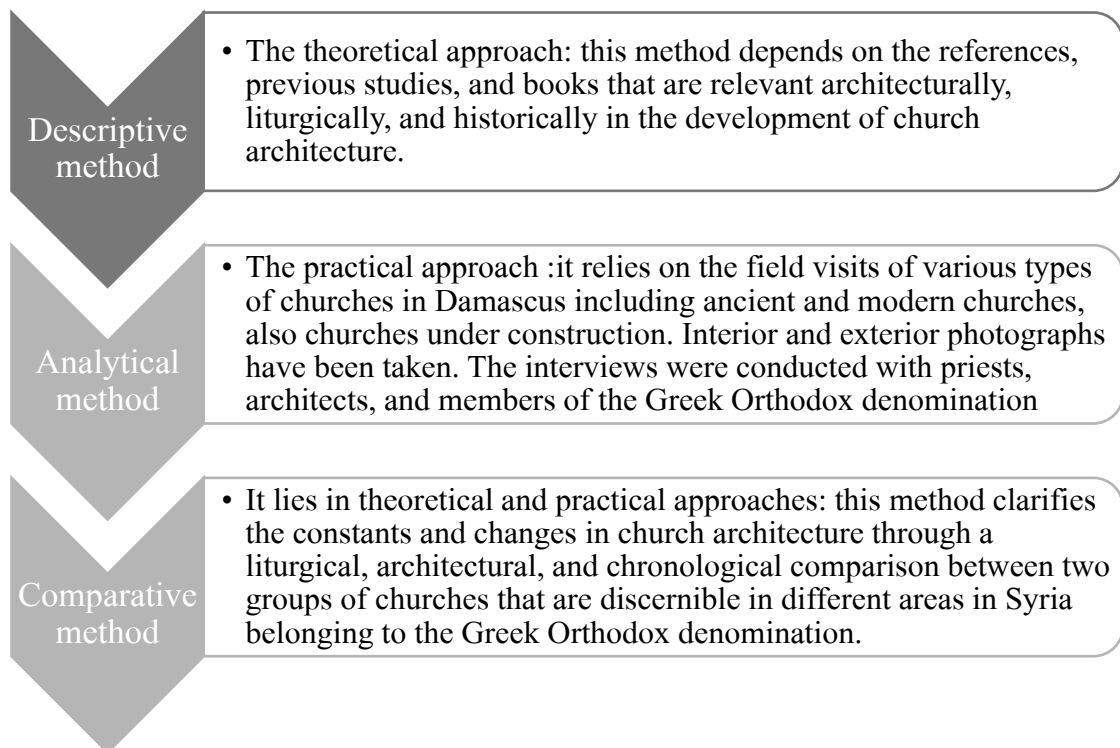 Descriptive
method
• The theoretical approach: this method depends on the references,
previous studies, and books that are relevant architecturally,
liturgically, and historically in the development of church
architecture.
Analytical
method
• The practical approach :it relies on the field visits of various types
of churches in Damascus including ancient and modern churches,
also churches under construction. Interior and exterior photographs
have been taken. The interviews were conducted with priests,
architects, and members of the Greek Orthodox denomination
Comparative
method
• It lies in theoretical and practical approaches: this method clarifies
the constants and changes in church architecture through a
liturgical, architectural, and chronological comparison between two
groups of churches that are discernible in different areas in Syria
belonging to the Greek Orthodox denomination.